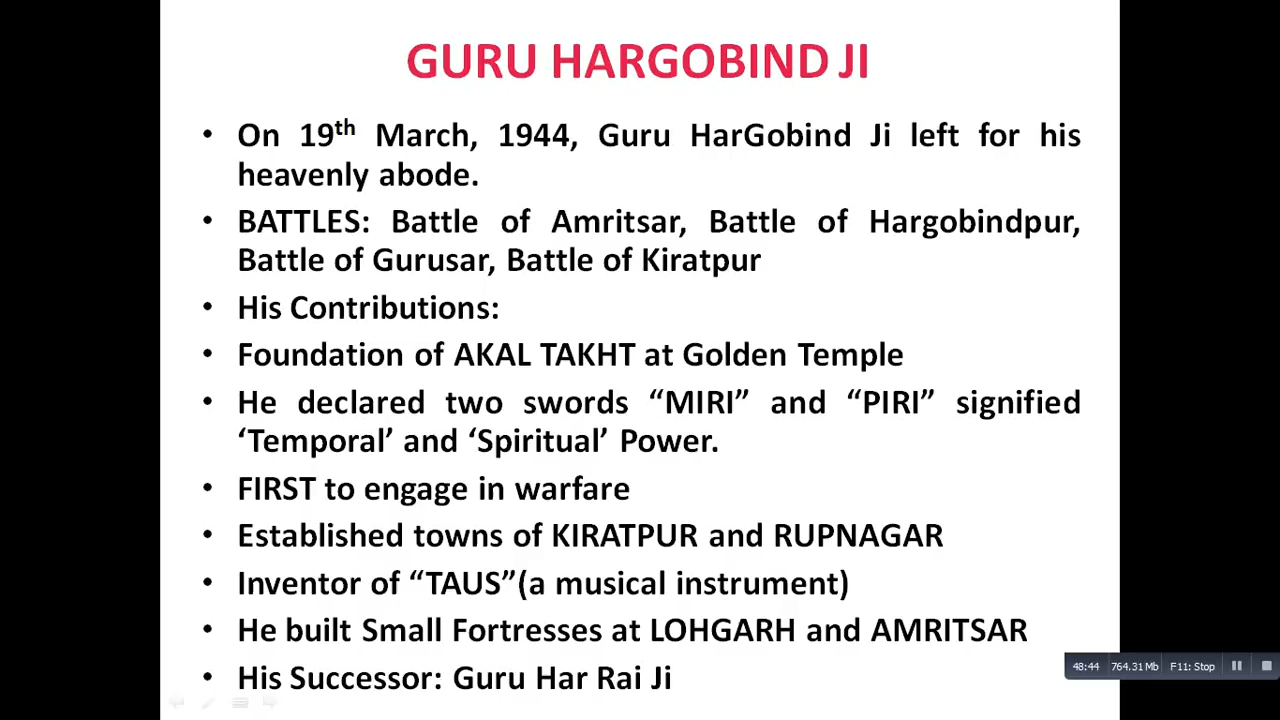 GURU HARGOBIND JI
• On 19th March, 1944, Guru HarGobind Ji left for his
heavenly abode.
• BATTLES: Battle of Amritsar, Battle of Hargobindpur,
Battle of Gurusar, Battle of Kiratpur
• His Contributions:
• Foundation of AKAL TAKHT at Golden Temple
• He declared two swords “MIRI” and “PIRI” signified
‘Temporal’ and ‘Spiritual’ Power.
• FIRST to engage in warfare
• Established towns of KIRATPUR and RUPNAGAR
• Inventor of “TAUS”(a musical instrument)
• He built Small Fortresses at LOHGARH and AMRITSAR
• His Successor: Guru Har Rai Ji
48:44 764.31 Mb F11: Stop